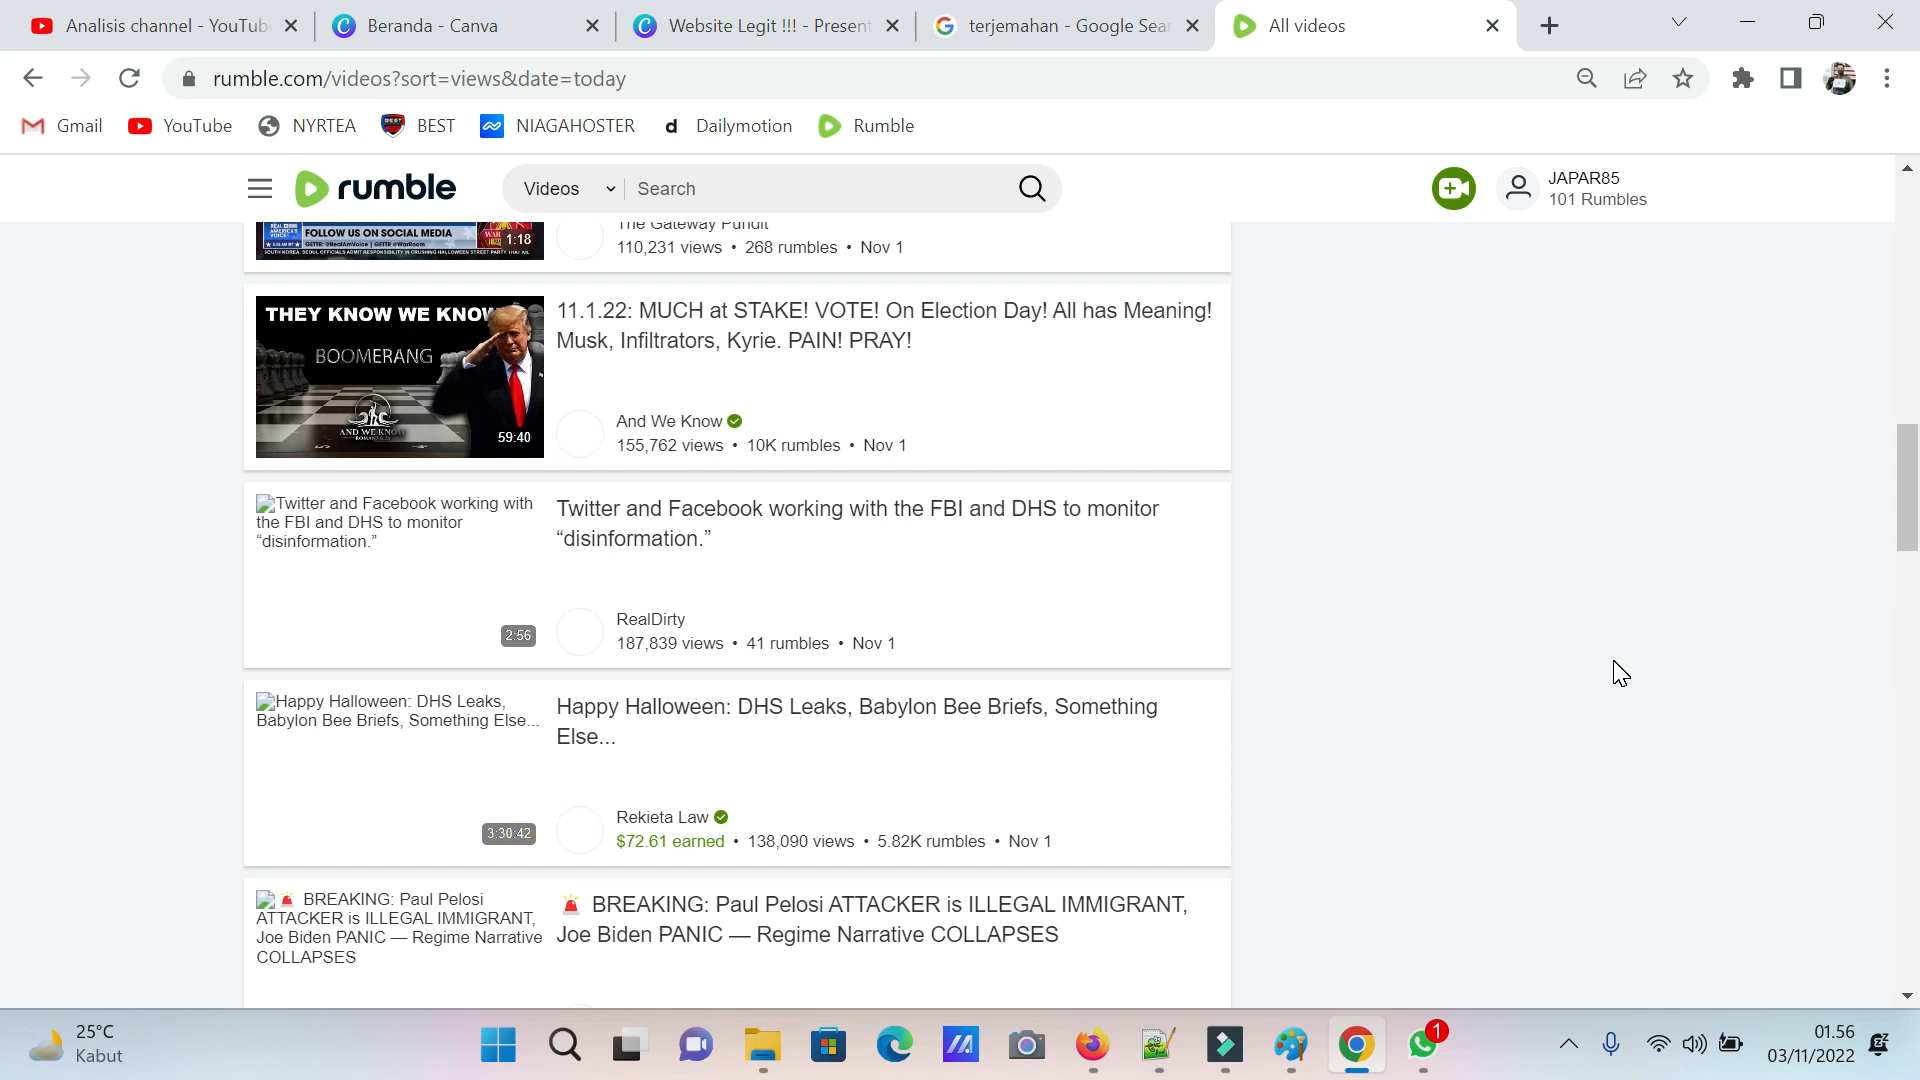 Analisis channel - YouTub
Beranda - Canva
Website Legit !!! - Present
terjemahan - Google Sear
All videos
rumble.com/videos?sort=views&date=today
Gmail
YouTube
NYRTEA
BEST
NIAGAHOSTER
Dailymotion
Rumble
rumble
Videos
Search
JAPAR85
101 Rumbles
FOLLOW US ON SOCIAL MEDIA
1:18
The Gateway Pundit
110,231 views • 268 rumbles • Nov 1
THEY KNOW WE KNOW
BOOMERANG
AND WE KNOW
59:40
11.1.22: MUCH at STAKE! VOTE! On Election Day! All has Meaning!
Musk, Infiltrators, Kyrie. PAIN! PRAY!
And We Know
155,762 views • 10K rumbles • Nov 1
Twitter and Facebook working with
the FBI and DHS to monitor
“disinformation.”
2:56
Twitter and Facebook working with the FBI and DHS to monitor
“disinformation.”
RealDirty
187,839 views • 41 rumbles • Nov 1
Happy Halloween: DHS Leaks,
Babylon Bee Briefs, Something Else...
3:30:42
Happy Halloween: DHS Leaks, Babylon Bee Briefs, Something
Else...
Rekieta Law
$72.61 earned • 138,090 views • 5.82K rumbles • Nov 1
🚨 BREAKING: Paul Pelosi
ATTACKER is ILLEGAL IMMIGRANT,
Joe Biden PANIC — Regime Narrative
COLLAPSES
🚨 BREAKING: Paul Pelosi ATTACKER is ILLEGAL IMMIGRANT,
Joe Biden PANIC — Regime Narrative COLLAPSES
25°C
Kabut
1
01.56
03/11/2022